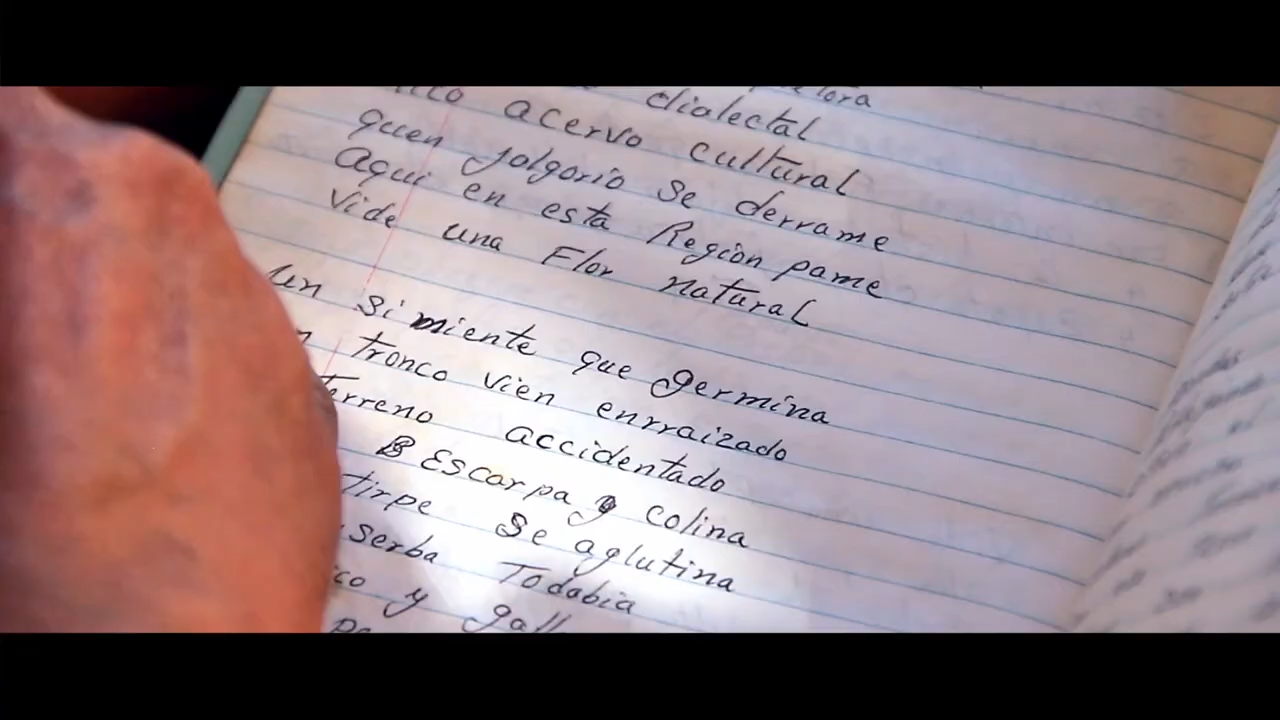 dialectal
acervo cultural
quen jolgorio se derrame
Aqui en esta Region pame
vide una Flor natural
un simiente que germina
tronco vien enrraizado
terreno accidentado
Escarpa y colina
tirpe se aglutina
serba Todabia
y